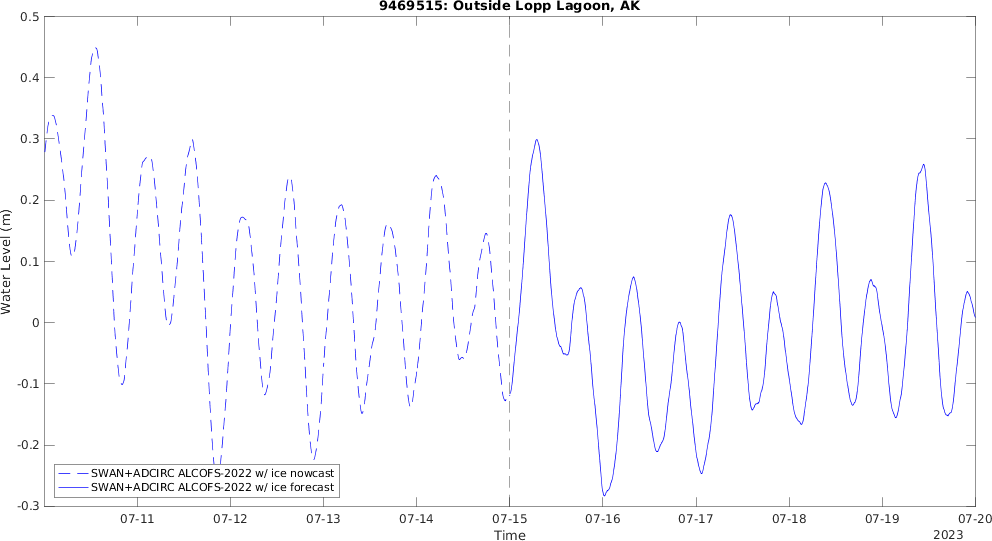 9469515: Outside Lopp Lagoon, AK
0.5
0.4
0.3
0.2
0.1
0
-0.1
-0.2
-0.3
Water Level (m)
SWAN+ADCIRC ALCOFS-2022 w/ ice nowcast
SWAN+ADCIRC ALCOFS-2022 w/ ice forecast
07-11 07-12 07-13 07-14 07-15 07-16 07-17 07-18 07-19 07-20
Time
2023